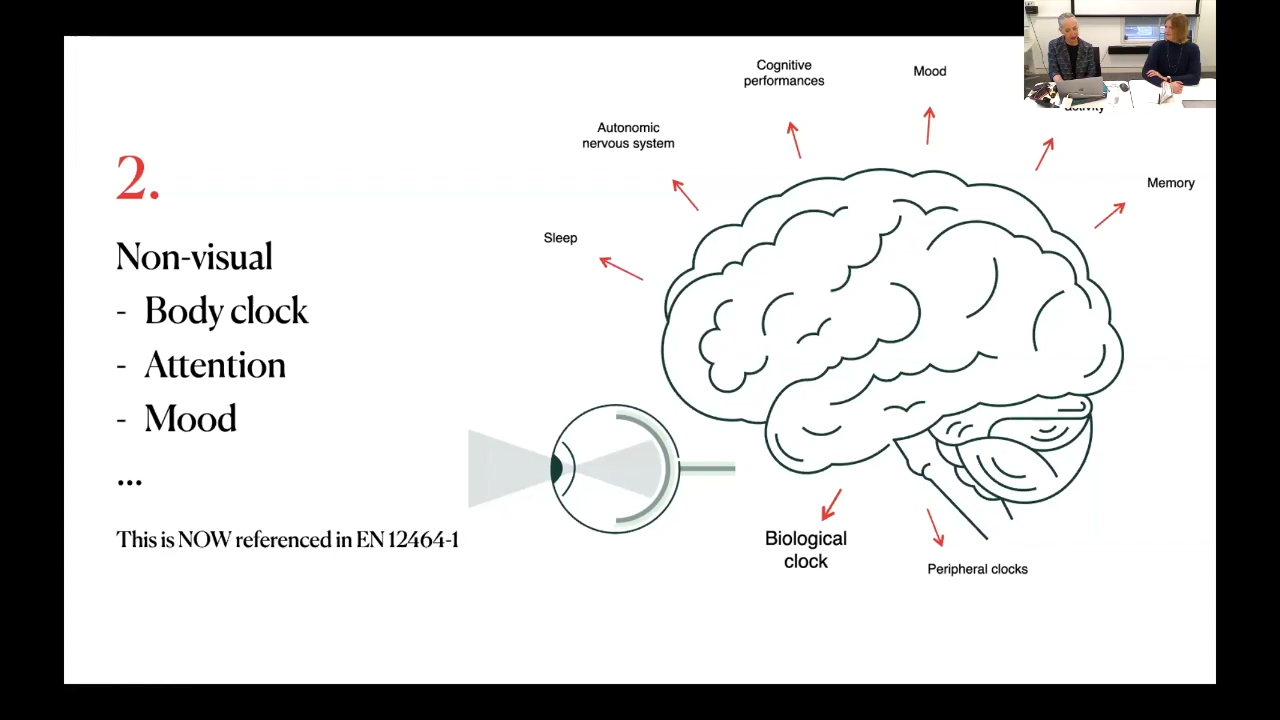 2.
Non-visual
- Body clock
- Attention
- Mood
...
This is NOW referenced in EN 12464-1
Cognitive
performances
Mood
activity
Autonomic
nervous system
Memory
Sleep
Biological
clock
Peripheral clocks